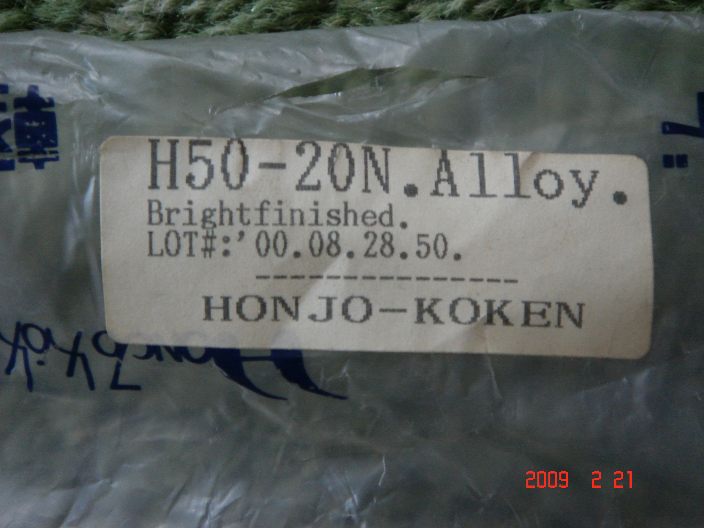 H50-20N.Alloy.
Brightfinished.
LOT#:'00.08.28.50.
---------------
HONJO-KOKEN
2009 2 21